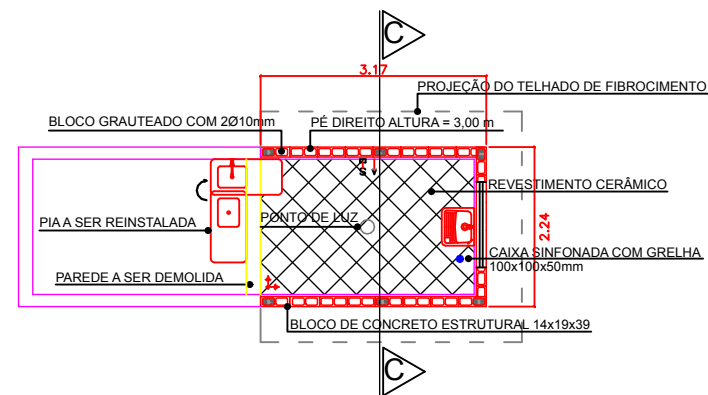 C
3.17
PROJEÇÃO DO TELHADO DE FIBROCIMENTO
BLOCO GRAUTEADO COM 2Ø10mm
PÉ DIREITO ALTURA = 3,00 m
REVESTIMENTO CERÂMICO
PIA A SER REINSTALADA
PONTO DE LUZ
2.24
CAIXA SINFONADA COM GRELHA
100x100x50mm
PAREDE A SER DEMOLIDA
BLOCO DE CONCRETO ESTRUTURAL 14x19x39
C